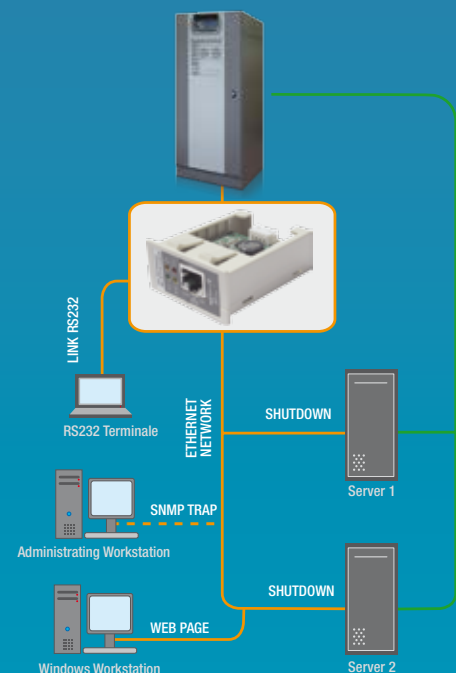 LINK RS232
RS232 Terminale
ETHERNET
NETWORK
SHUTDOWN
Server 1
SNMP TRAP
Administrating Workstation
SHUTDOWN
WEB PAGE
Windows Workstation
Server 2